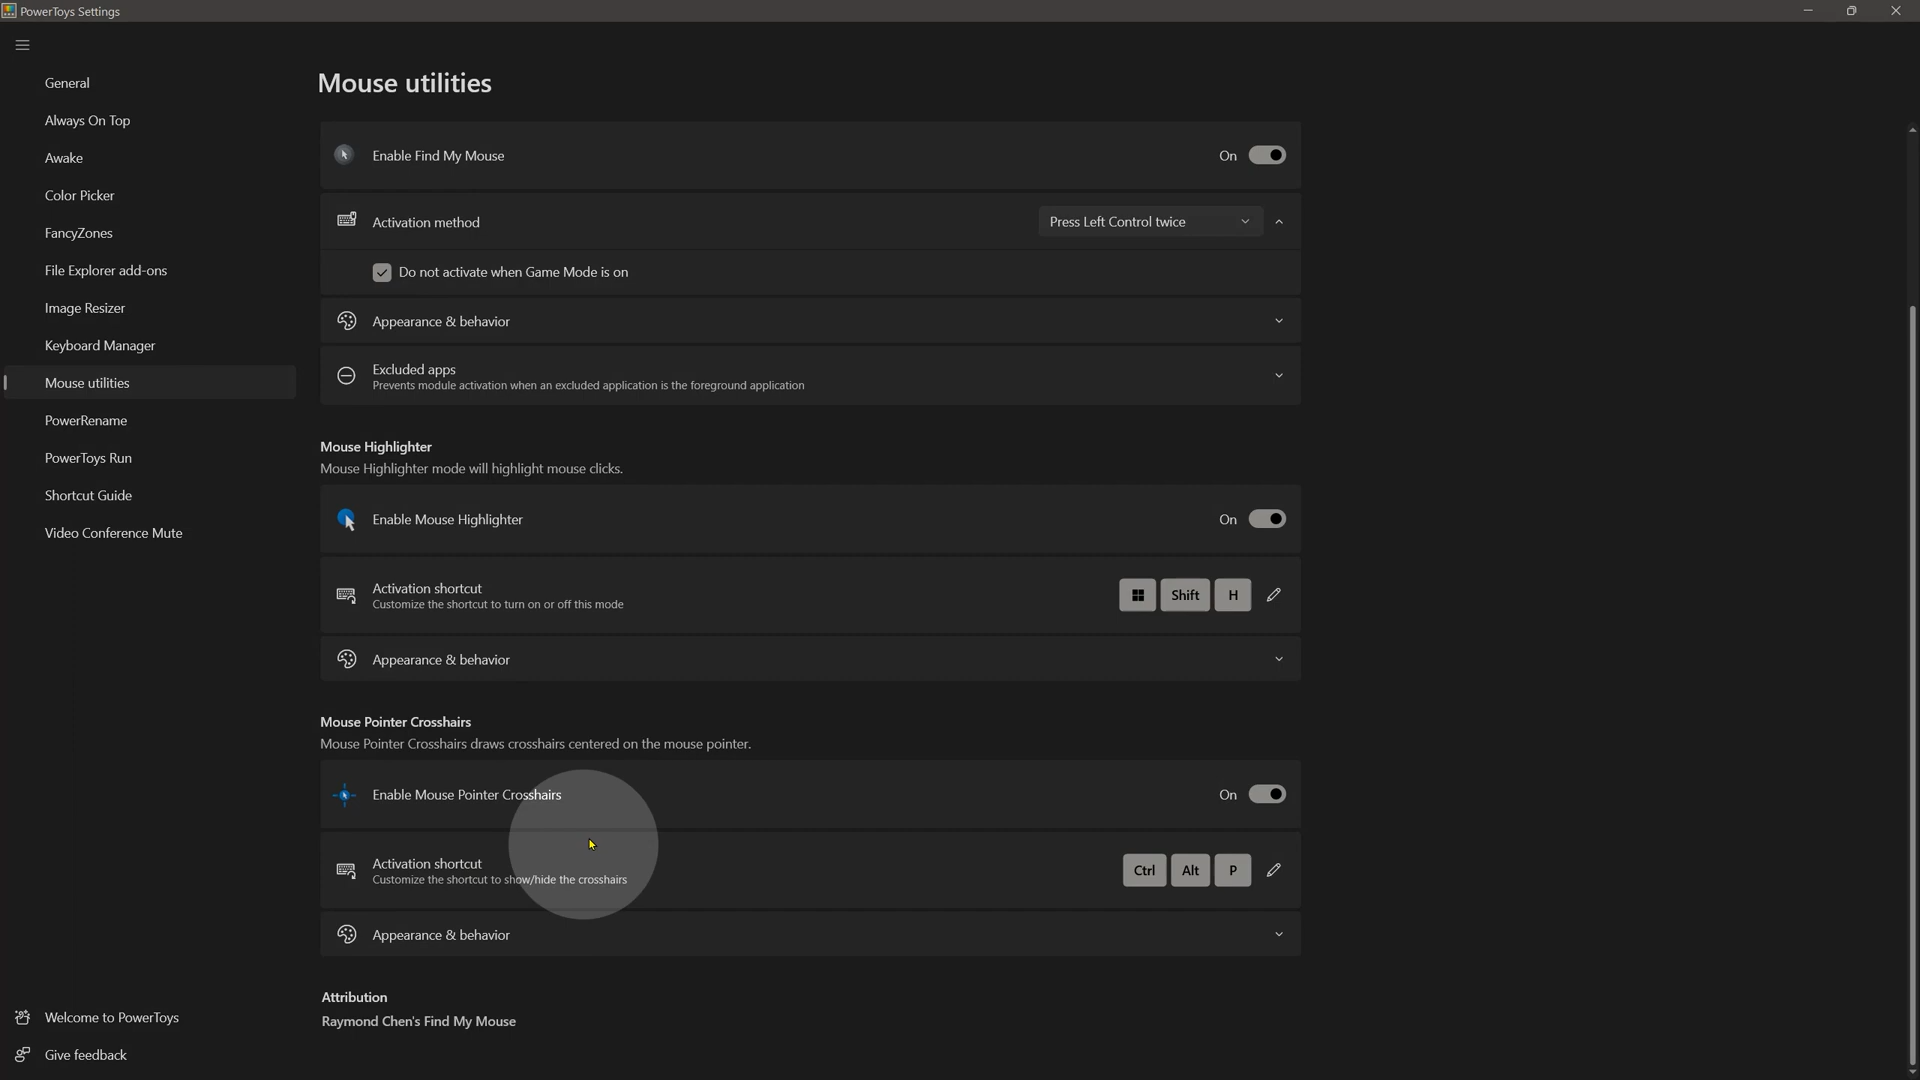 PowerToys Settings
General
Always On Top
Awake
Color Picker
FancyZones
File Explorer add-ons
Image Resizer
Keyboard Manager
Mouse utilities
PowerRename
PowerToys Run
Shortcut Guide
Video Conference Mute
Welcome to PowerToys
Give feedback
Mouse utilities
Enable Find My Mouse On
Activation method Press Left Control twice
Do not activate when Game Mode is on
Appearance & behavior
Excluded apps
Prevents module activation when an excluded application is the foreground application
Mouse Highlighter
Mouse Highlighter mode will highlight mouse clicks.
Enable Mouse Highlighter On
Activation shortcut Shift H
Customize the shortcut to turn on or off this mode
Appearance & behavior
Mouse Pointer Crosshairs
Mouse Pointer Crosshairs draws crosshairs centered on the mouse pointer.
Enable Mouse Pointer Crosshairs On
Activation shortcut Ctrl Alt P
Customize the shortcut to show/hide the crosshairs
Appearance & behavior
Attribution
Raymond Chen's Find My Mouse